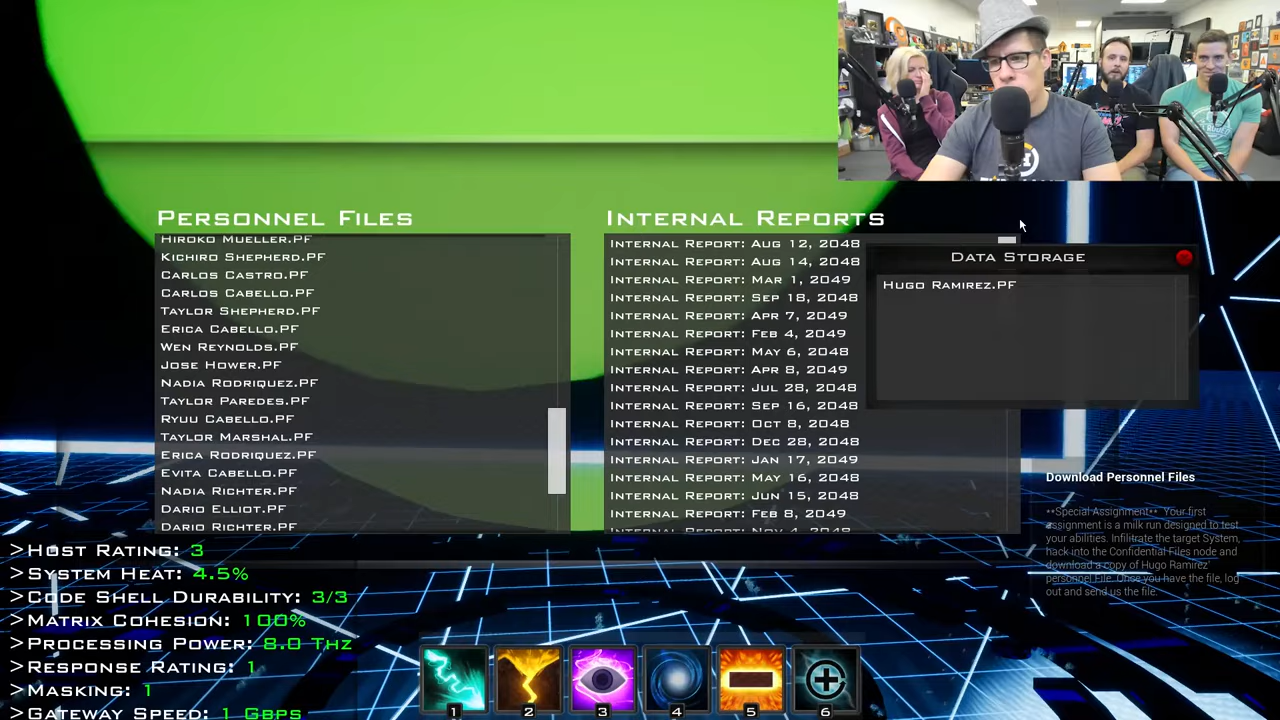 Personnel Files
Hiroko Mueller.PF
Kichiro Shepherd.PF
Carlos Castro.PF
Carlos Cabello.PF
Taylor Shepherd.PF
Erica Cabello.PF
Wen Reynolds.PF
Jose Hower.PF
Nadia Rodriquez.PF
Taylor Paredes.PF
Ryuu Cabello.PF
Taylor Marshal.PF
Erica Rodriquez.PF
Evita Cabello.PF
Nadia Richter.PF
Dario Elliot.PF
Dario Richter.PF
Internal Reports
Internal Report: Aug 12, 2048
Internal Report: Aug 14, 2048
Internal Report: Mar 1, 2049
Internal Report: Sep 18, 2048
Internal Report: Apr 7, 2049
Internal Report: Feb 4, 2049
Internal Report: May 6, 2048
Internal Report: Apr 8, 2049
Internal Report: Jul 28, 2048
Internal Report: Sep 16, 2048
Internal Report: Oct 8, 2048
Internal Report: Dec 28, 2048
Internal Report: Jan 17, 2049
Internal Report: May 16, 2048
Internal Report: Jun 15, 2048
Internal Report: Feb 8, 2049
Internal Report: Nov 4, 2048
Data Storage
Hugo Ramirez.PF
Download Personnel Files
**Special Assignment** Your first
assignment is a milk run designed to test
your abilities. Infiltrate the target System,
hack into the Confidential Files node and
download a copy of Hugo Ramirez'
personnel File. Once you have the file, log
out and send us the file.
>Host Rating: 3
>System Heat: 4.5%
>Code Shell Durability: 3/3
>Matrix Cohesion: 100%
>Processing Power: 8.0 Thz
>Response Rating: 1
>Masking: 1
>Gateway Speed: 1 Gbps
1 2 3 4 5 6